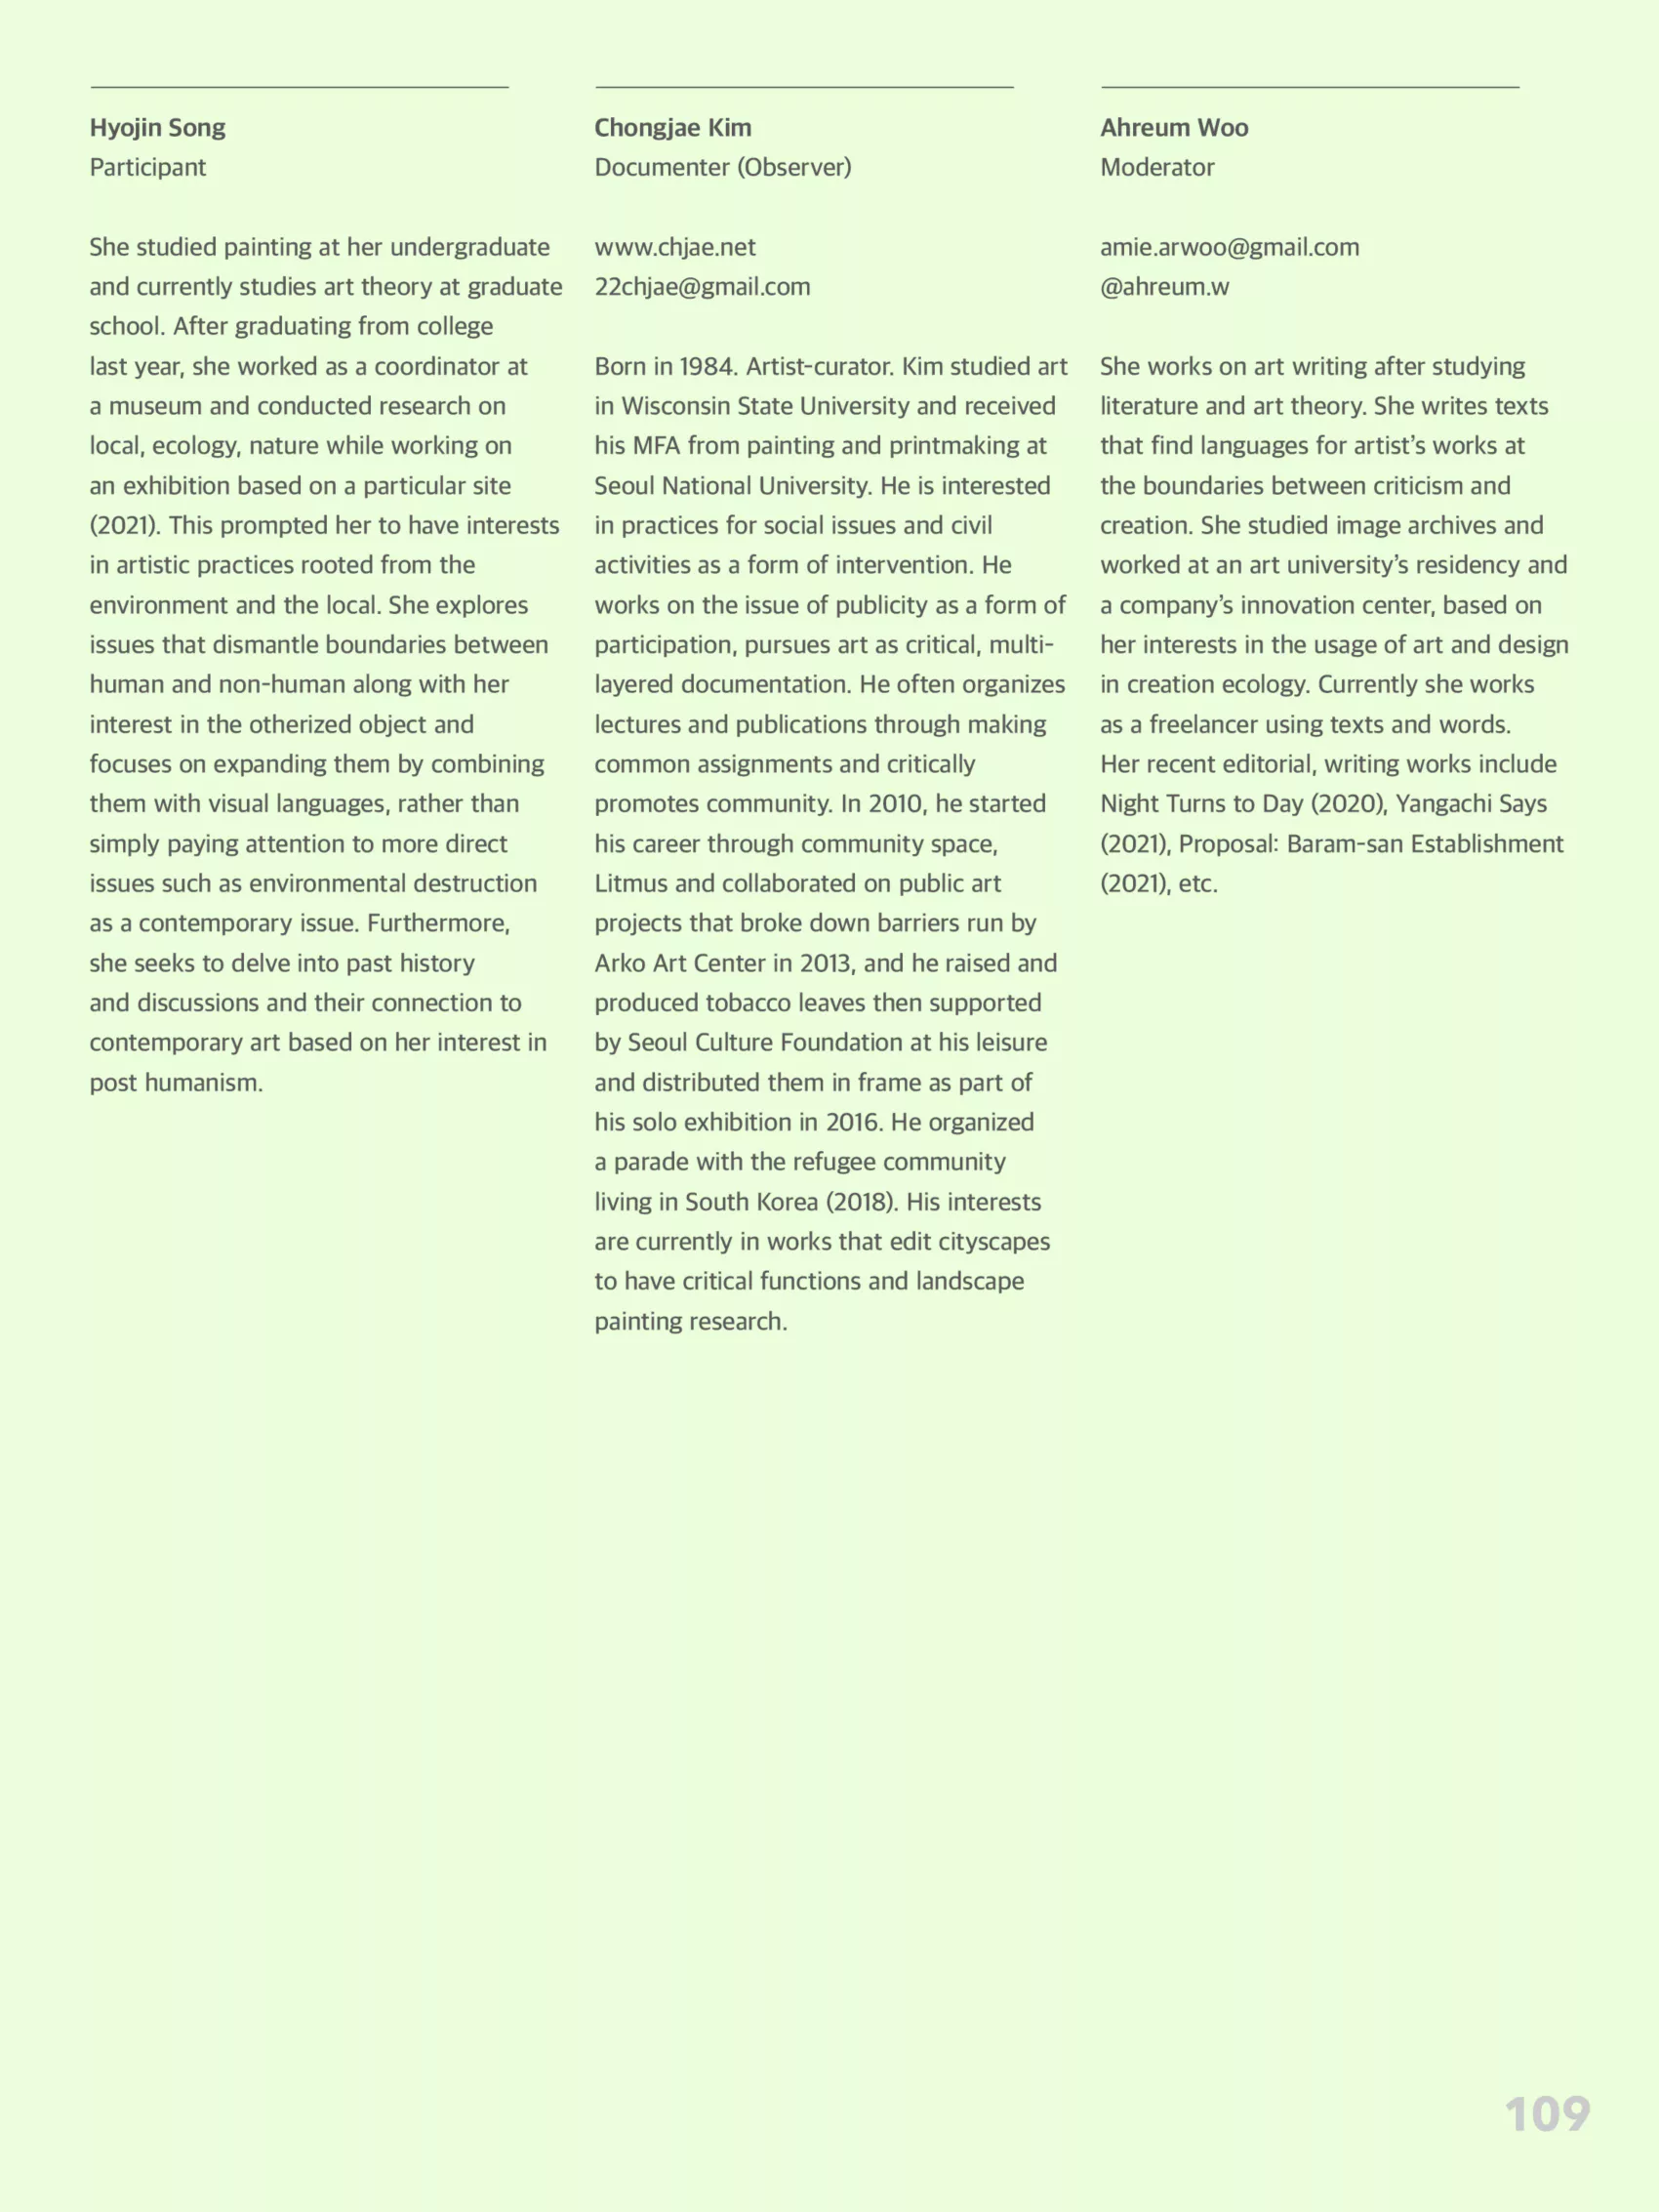 Hyojin Song
Participant
She studied painting at her undergraduate
and currently studies art theory at graduate
school. After graduating from college
last year, she worked as a coordinator at
a museum and conducted research on
local, ecology, nature while working on
an exhibition based on a particular site
(2021). This prompted her to have interests
in artistic practices rooted from the
environment and the local. She explores
issues that dismantle boundaries between
human and non-human along with her
interest in the otherized object and
focuses on expanding them by combining
them with visual languages, rather than
simply paying attention to more direct
issues such as environmental destruction
as a contemporary issue. Furthermore,
she seeks to delve into past history
and discussions and their connection to
contemporary art based on her interest in
post humanism.
Chongjae Kim
Documenter (Observer)
www.chjae.net
22chjae@gmail.com
Born in 1984. Artist-curator. Kim studied art
in Wisconsin State University and received
his MFA from painting and printmaking at
Seoul National University. He is interested
in practices for social issues and civil
activities as a form of intervention. He
works on the issue of publicity as a form of
participation, pursues art as critical, multi-
layered documentation. He often organizes
lectures and publications through making
common assignments and critically
promotes community. In 2010, he started
his career through community space,
Litmus and collaborated on public art
projects that broke down barriers run by
Arko Art Center in 2013, and he raised and
produced tobacco leaves then supported
by Seoul Culture Foundation at his leisure
and distributed them in frame as part of
his solo exhibition in 2016. He organized
a parade with the refugee community
living in South Korea (2018). His interests
are currently in works that edit cityscapes
to have critical functions and landscape
painting research.
Ahreum Woo
Moderator
amie.arwoo@gmail.com
@ahreum.w
She works on art writing after studying
literature and art theory. She writes texts
that find languages for artist’s works at
the boundaries between criticism and
creation. She studied image archives and
worked at an art university’s residency and
a company’s innovation center, based on
her interests in the usage of art and design
in creation ecology. Currently she works
as a freelancer using texts and words.
Her recent editorial, writing works include
Night Turns to Day (2020), Yangachi Says
(2021), Proposal: Baram-san Establishment
(2021), etc.
109